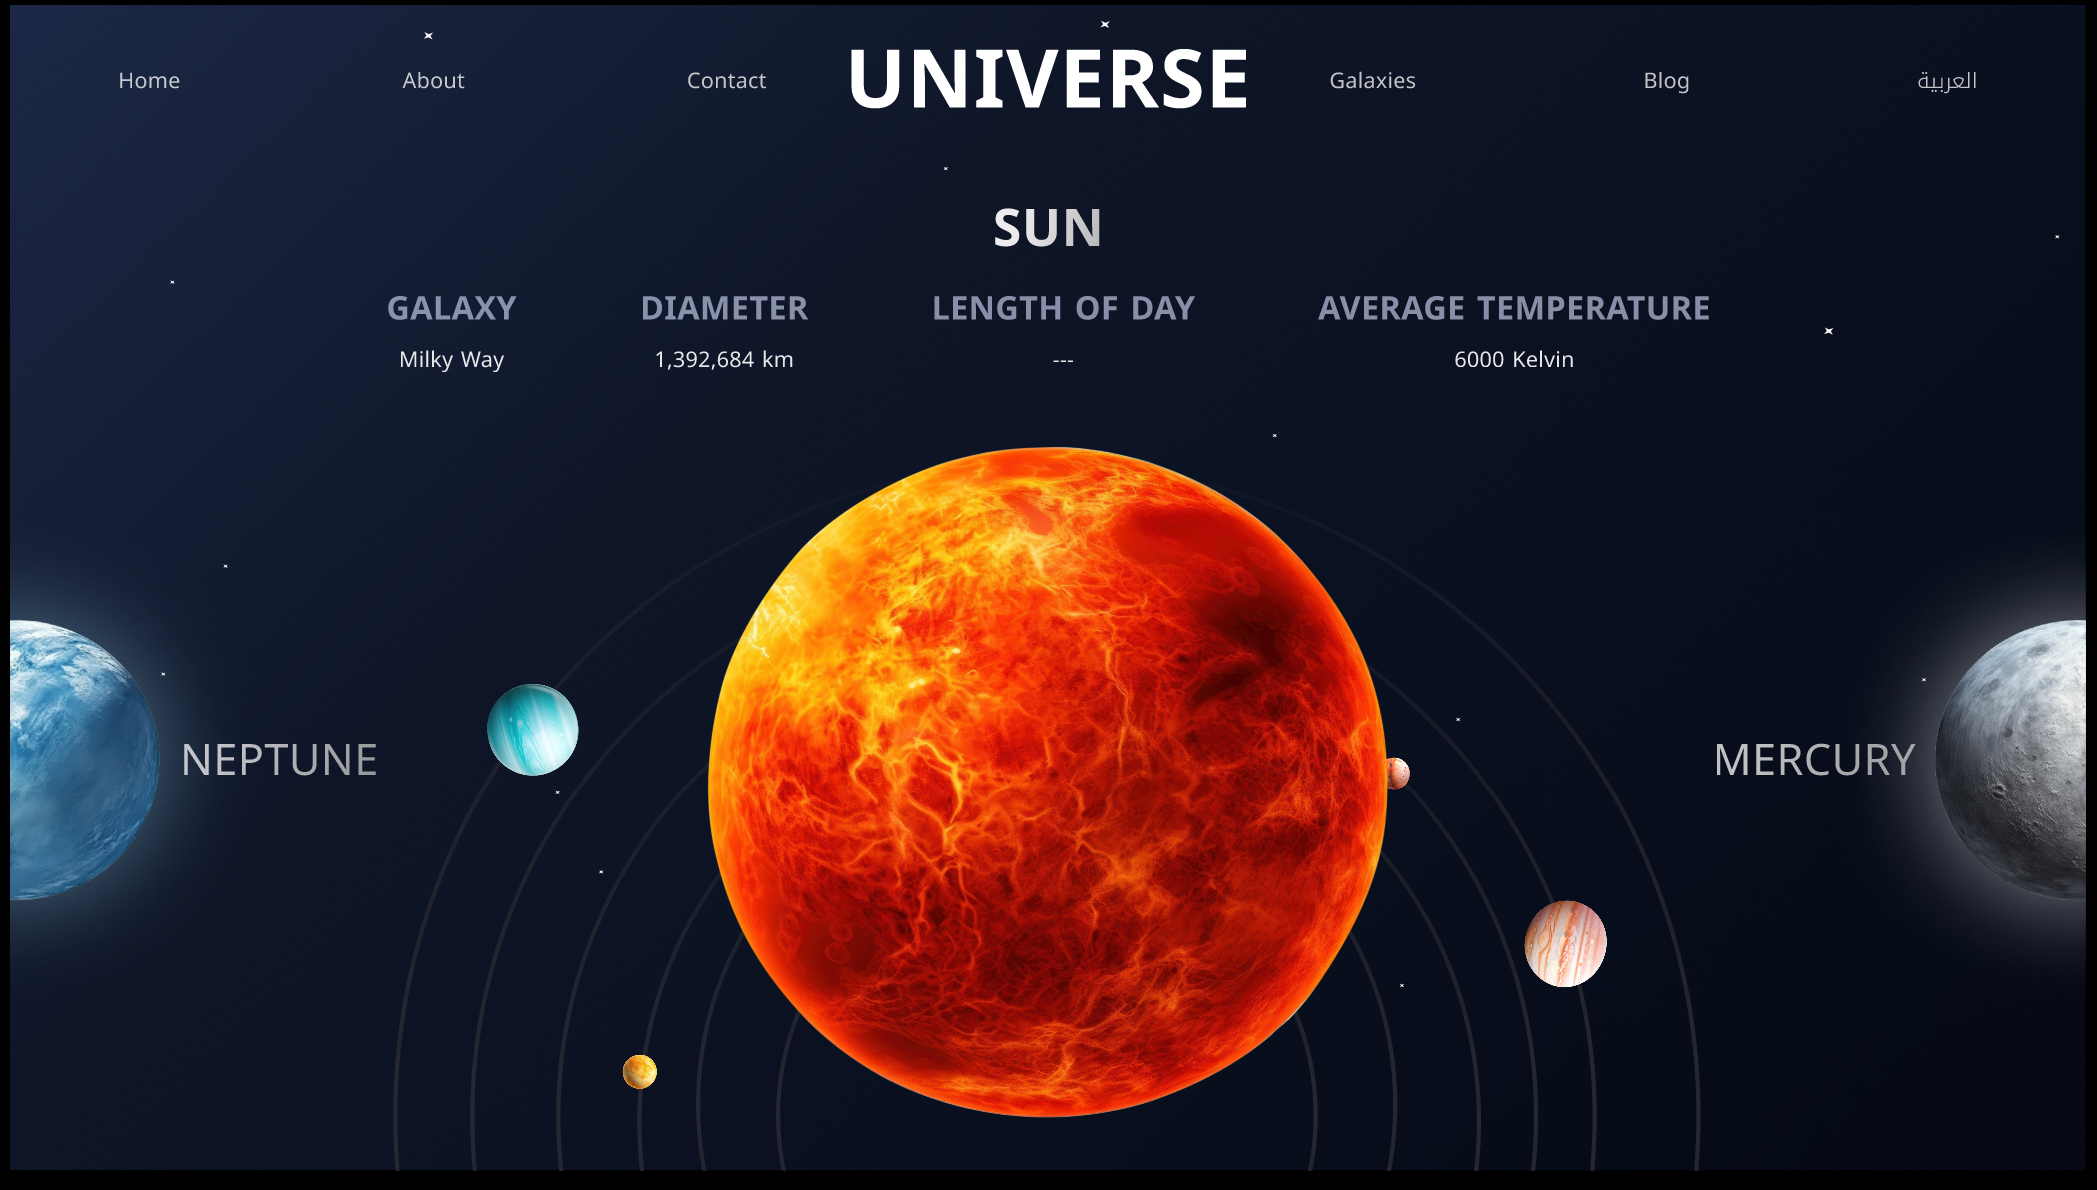 Home About Contact UNIVERSE Galaxies Blog العربية
SUN
GALAXY DIAMETER LENGTH OF DAY AVERAGE TEMPERATURE
Milky Way 1,392,684 km --- 6000 Kelvin
NEPTUNE MERCURY